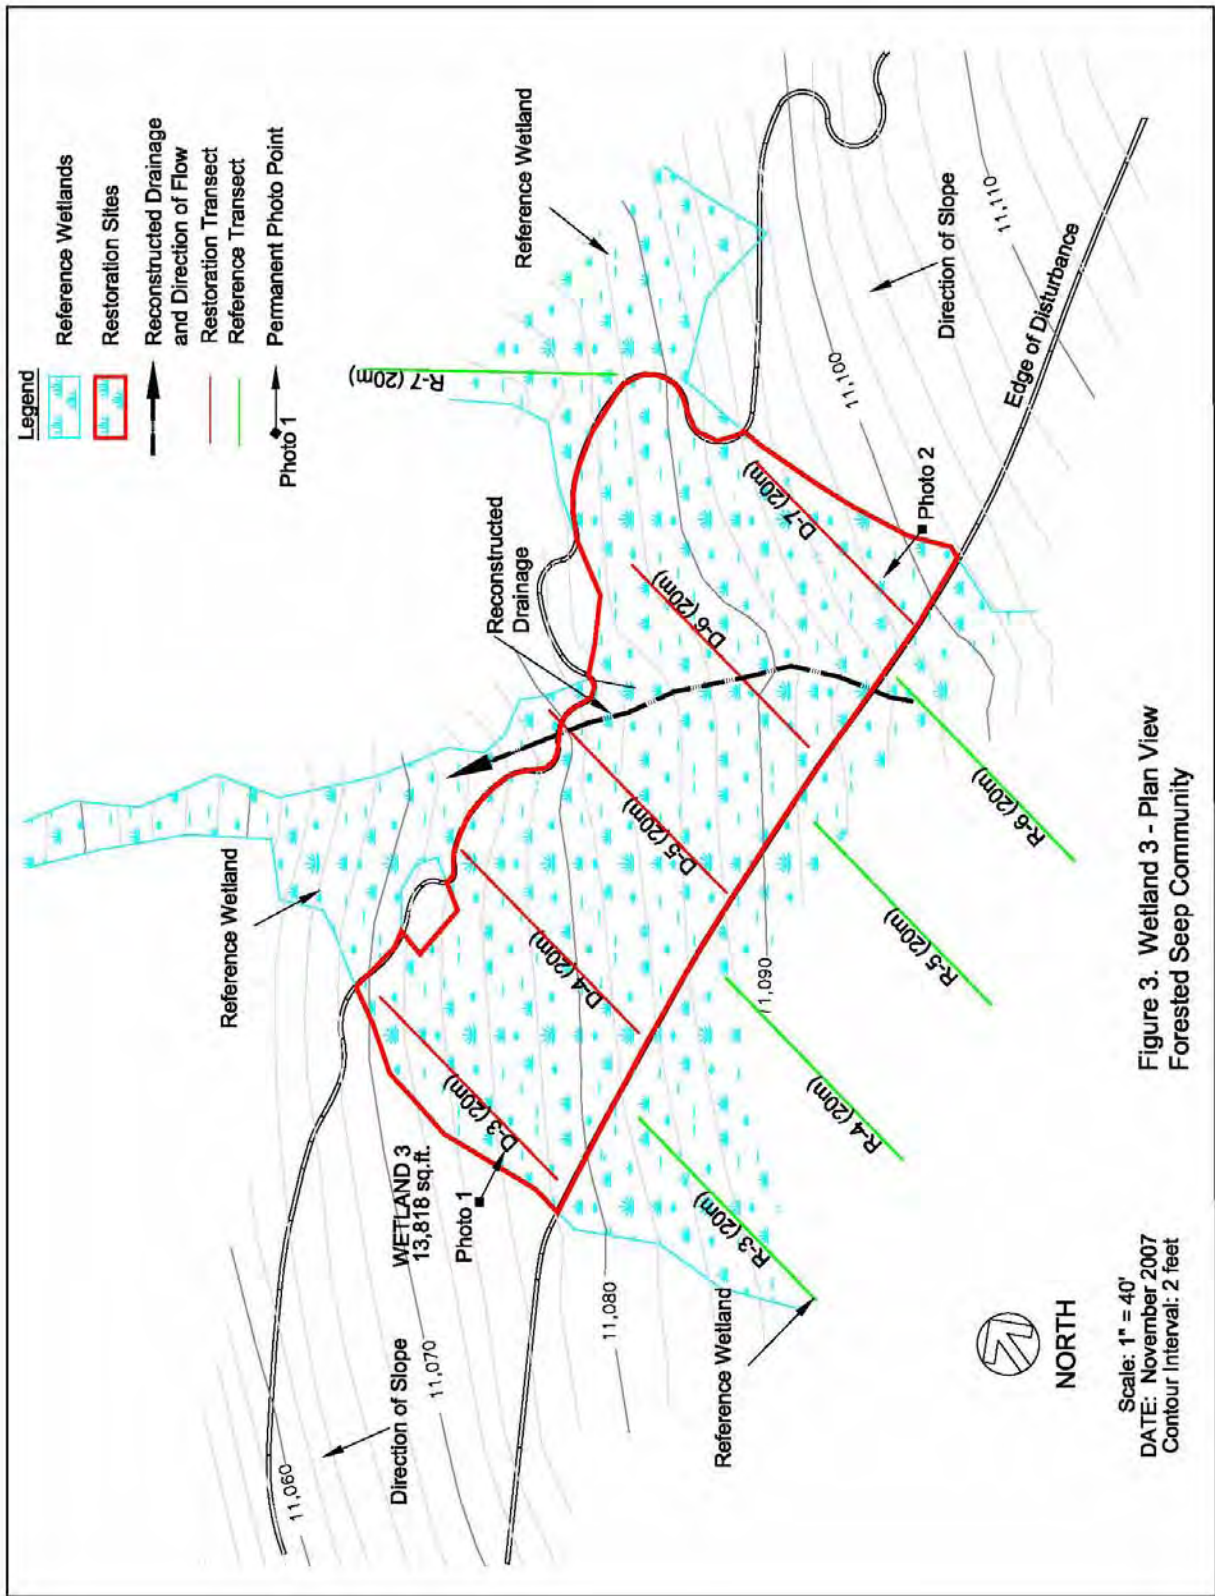 Legend
Reference Wetlands
Restoration Sites
Reconstructed Drainage
and Direction of Flow
Restoration Transect
Reference Transect
Permanent Photo Point
Photo 1
Reference Wetland
R-7 (20m)
Reconstructed
Drainage
Reference Wetland
11,110
Direction of Slope
Edge of Disturbance
11,100
Photo 2
D-7 (20m)
D-6 (20m)
D-5 (20m)
D-4 (20m)
D-3 (20m)
WETLAND 3
13,818 sq.ft.
Photo 1
11,090
11,080
11,070
11,060
Direction of Slope
R-6 (20m)
R-5 (20m)
R-4 (20m)
R-3 (20m)
Reference Wetland
NORTH
Scale: 1" = 40'
DATE: November 2007
Contour Interval: 2 feet
Figure 3. Wetland 3 - Plan View
Forested Seep Community